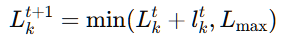 L_k^{t+1} = min(L_k^t + l_k^t, L_max)